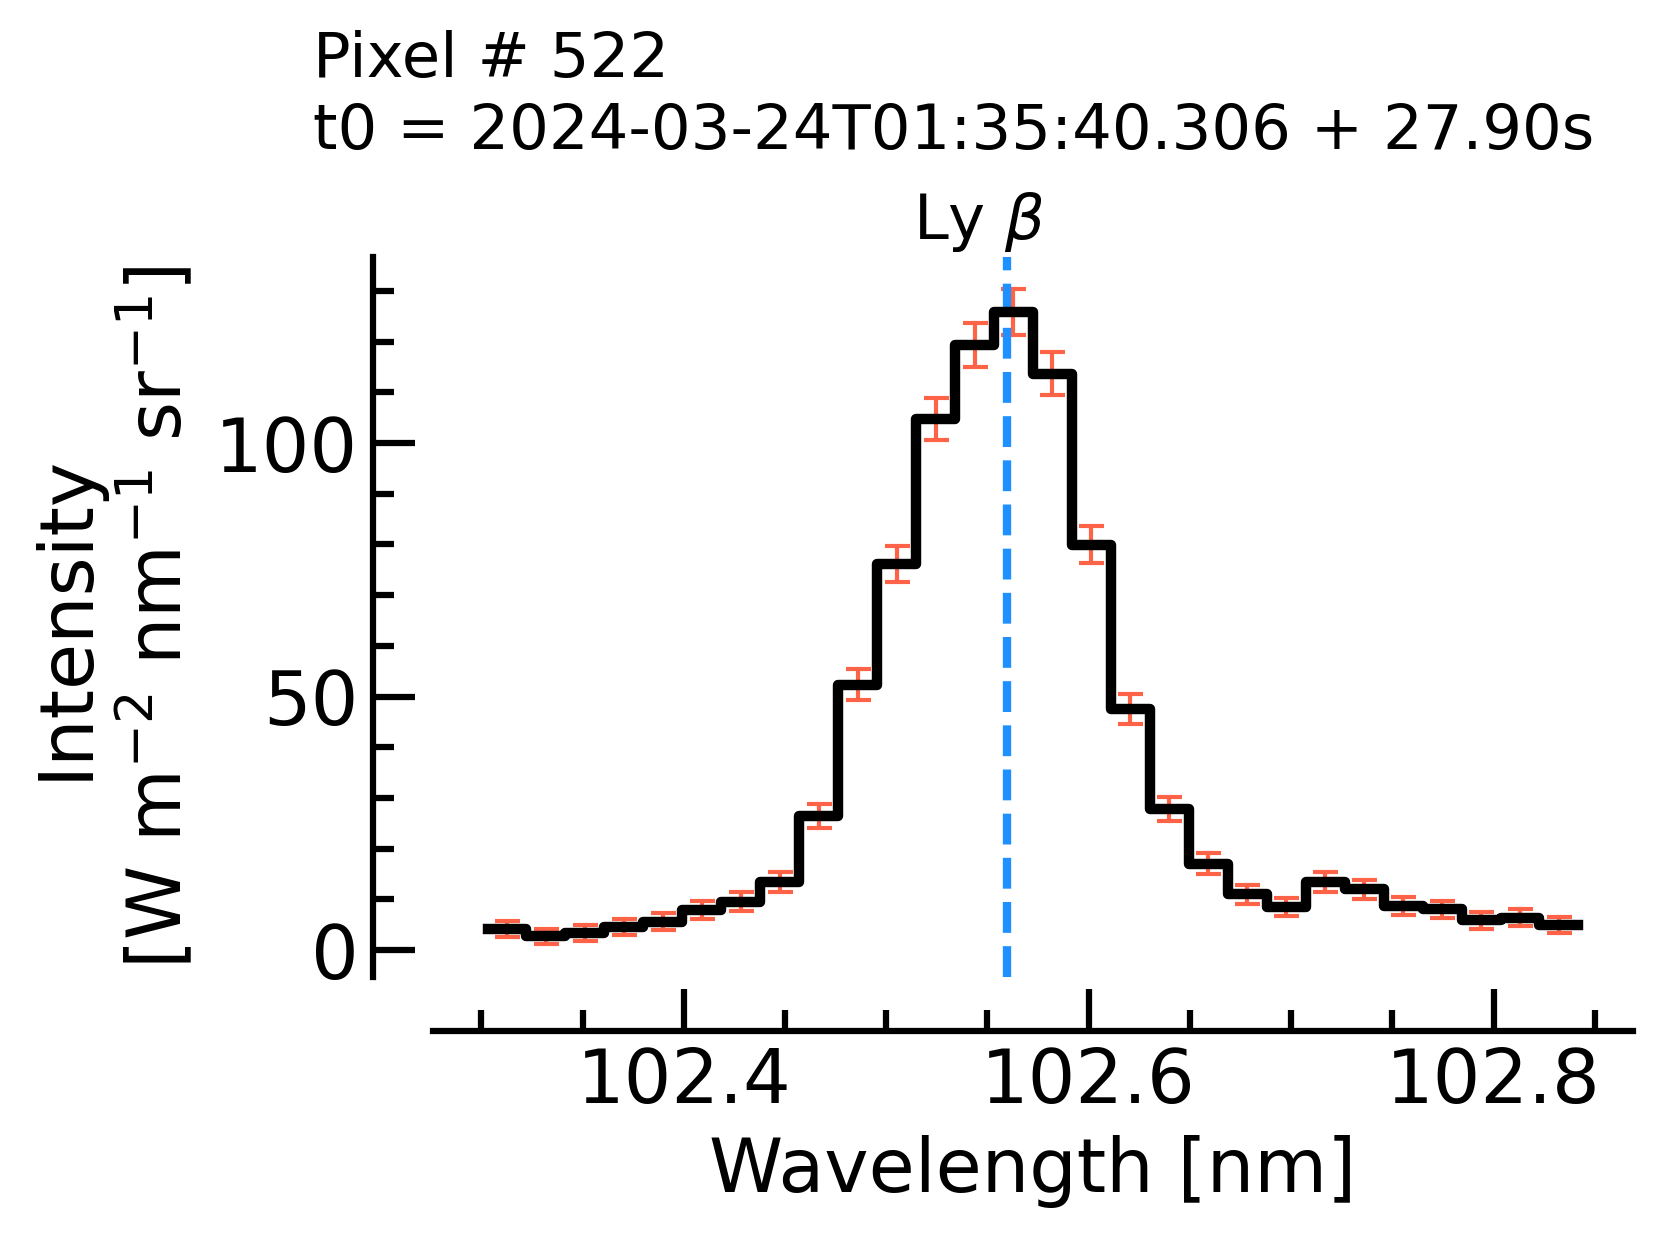 Pixel # 522
t0 = 2024-03-24T01:35:40.306 + 27.90s
Ly β
Intensity
[W m⁻² nm⁻¹ sr⁻¹]
100
50
0
102.4 102.6 102.8
Wavelength [nm]